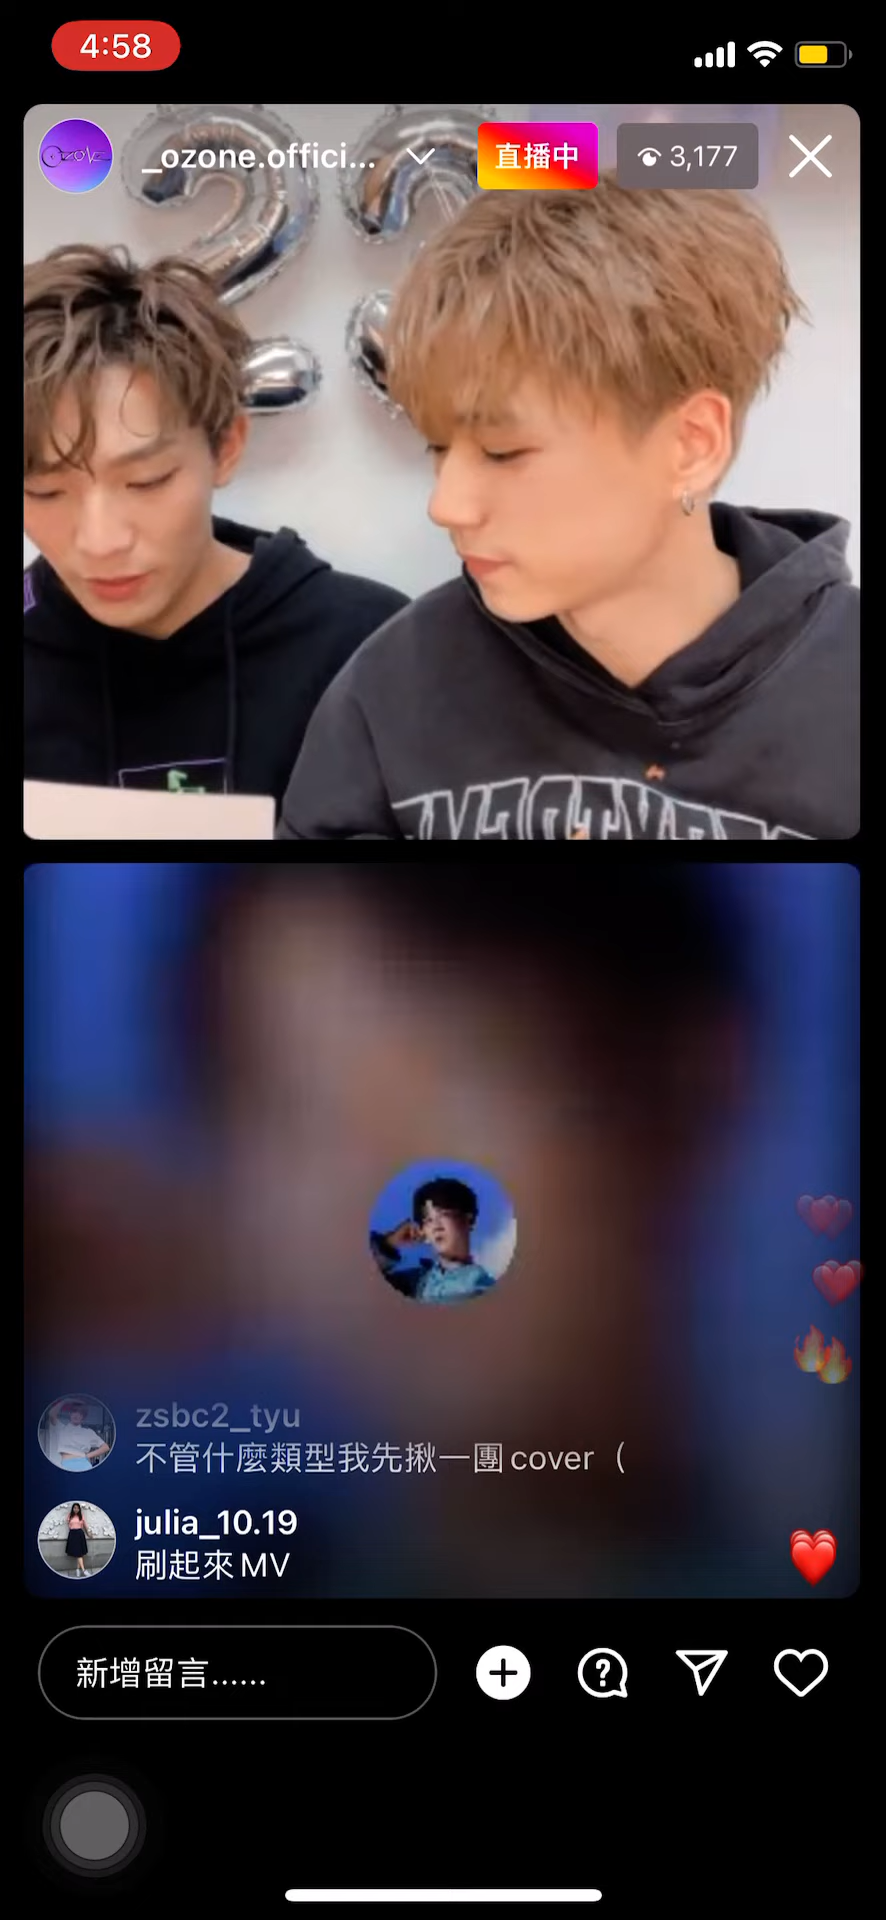 4:58
OZONE
_ozone.offici...
直播中
3,177
zsbc2_tyu
不管什麼類型我先揪一團cover（
julia_10.19
刷起來MV
新增留言......